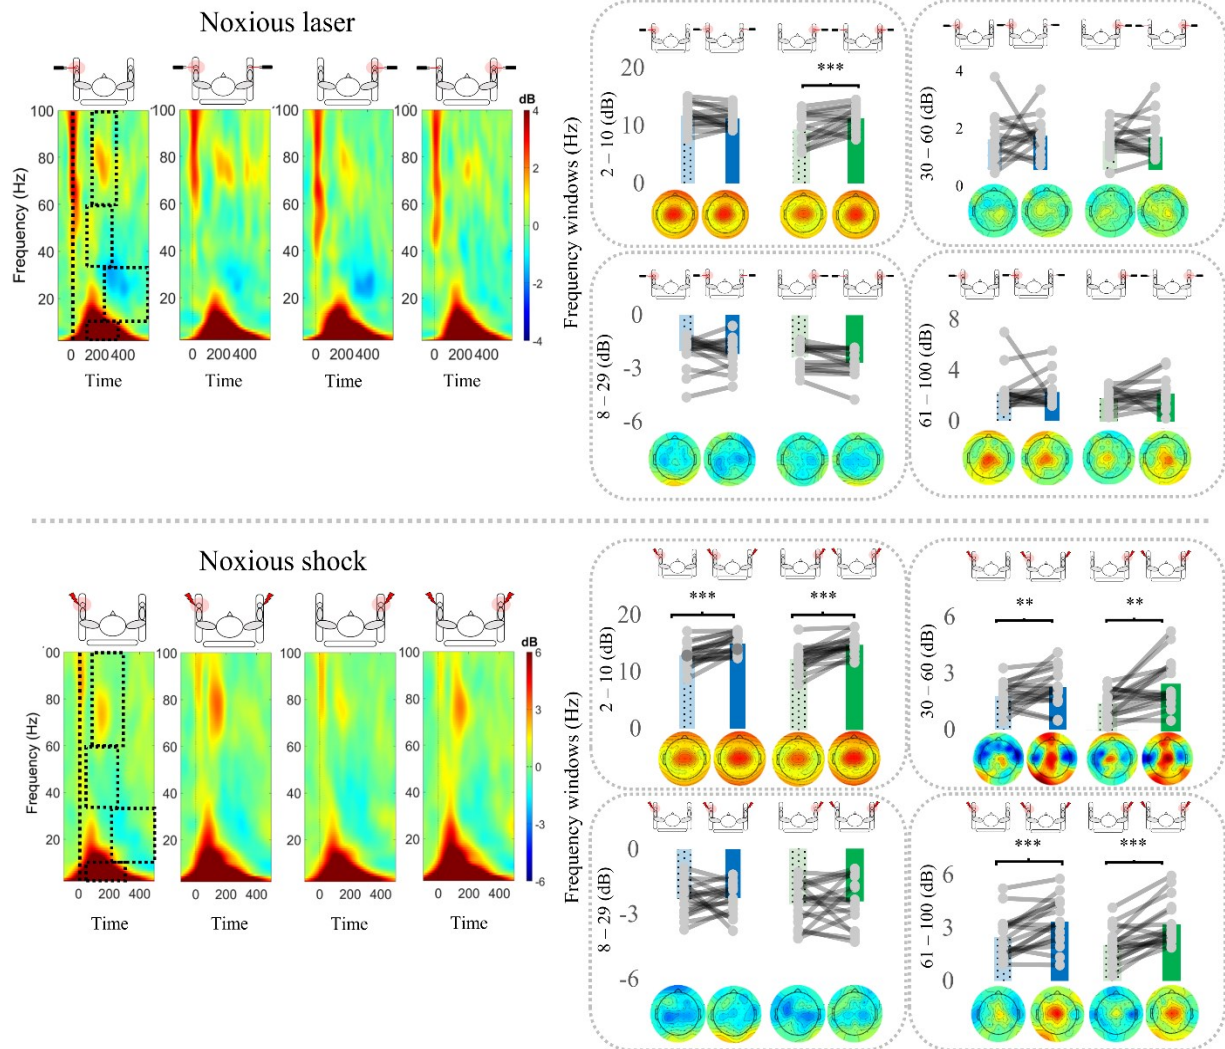 Noxious laser
dB
100
80
60
40
20
0 200 400
Time
Frequency (Hz)
100
80
60
40
20
0 200 400
Time
100
80
60
40
20
0 200 400
Time
100
80
60
40
20
0 200 400
Time
4
2
0
-2
-4
Frequency windows (Hz)
2 – 10 (dB)
20
10
0
***
30 – 60 (dB)
4
2
0
8 – 29 (dB)
0
-3
-6
61 – 100 (dB)
8
4
0
Noxious shock
dB
00
80
60
40
20
0 200 400
Time
Frequency (Hz)
100
80
60
40
20
0 200 400
Time
100
80
60
40
20
0 200 400
Time
100
80
60
40
20
0 200 400
Time
6
3
0
-3
-6
Frequency windows (Hz)
2 – 10 (dB)
20
10
0
*** ***
30 – 60 (dB)
6
3
0
** **
8 – 29 (dB)
0
-3
-6
61 – 100 (dB)
6
3
0
*** ***